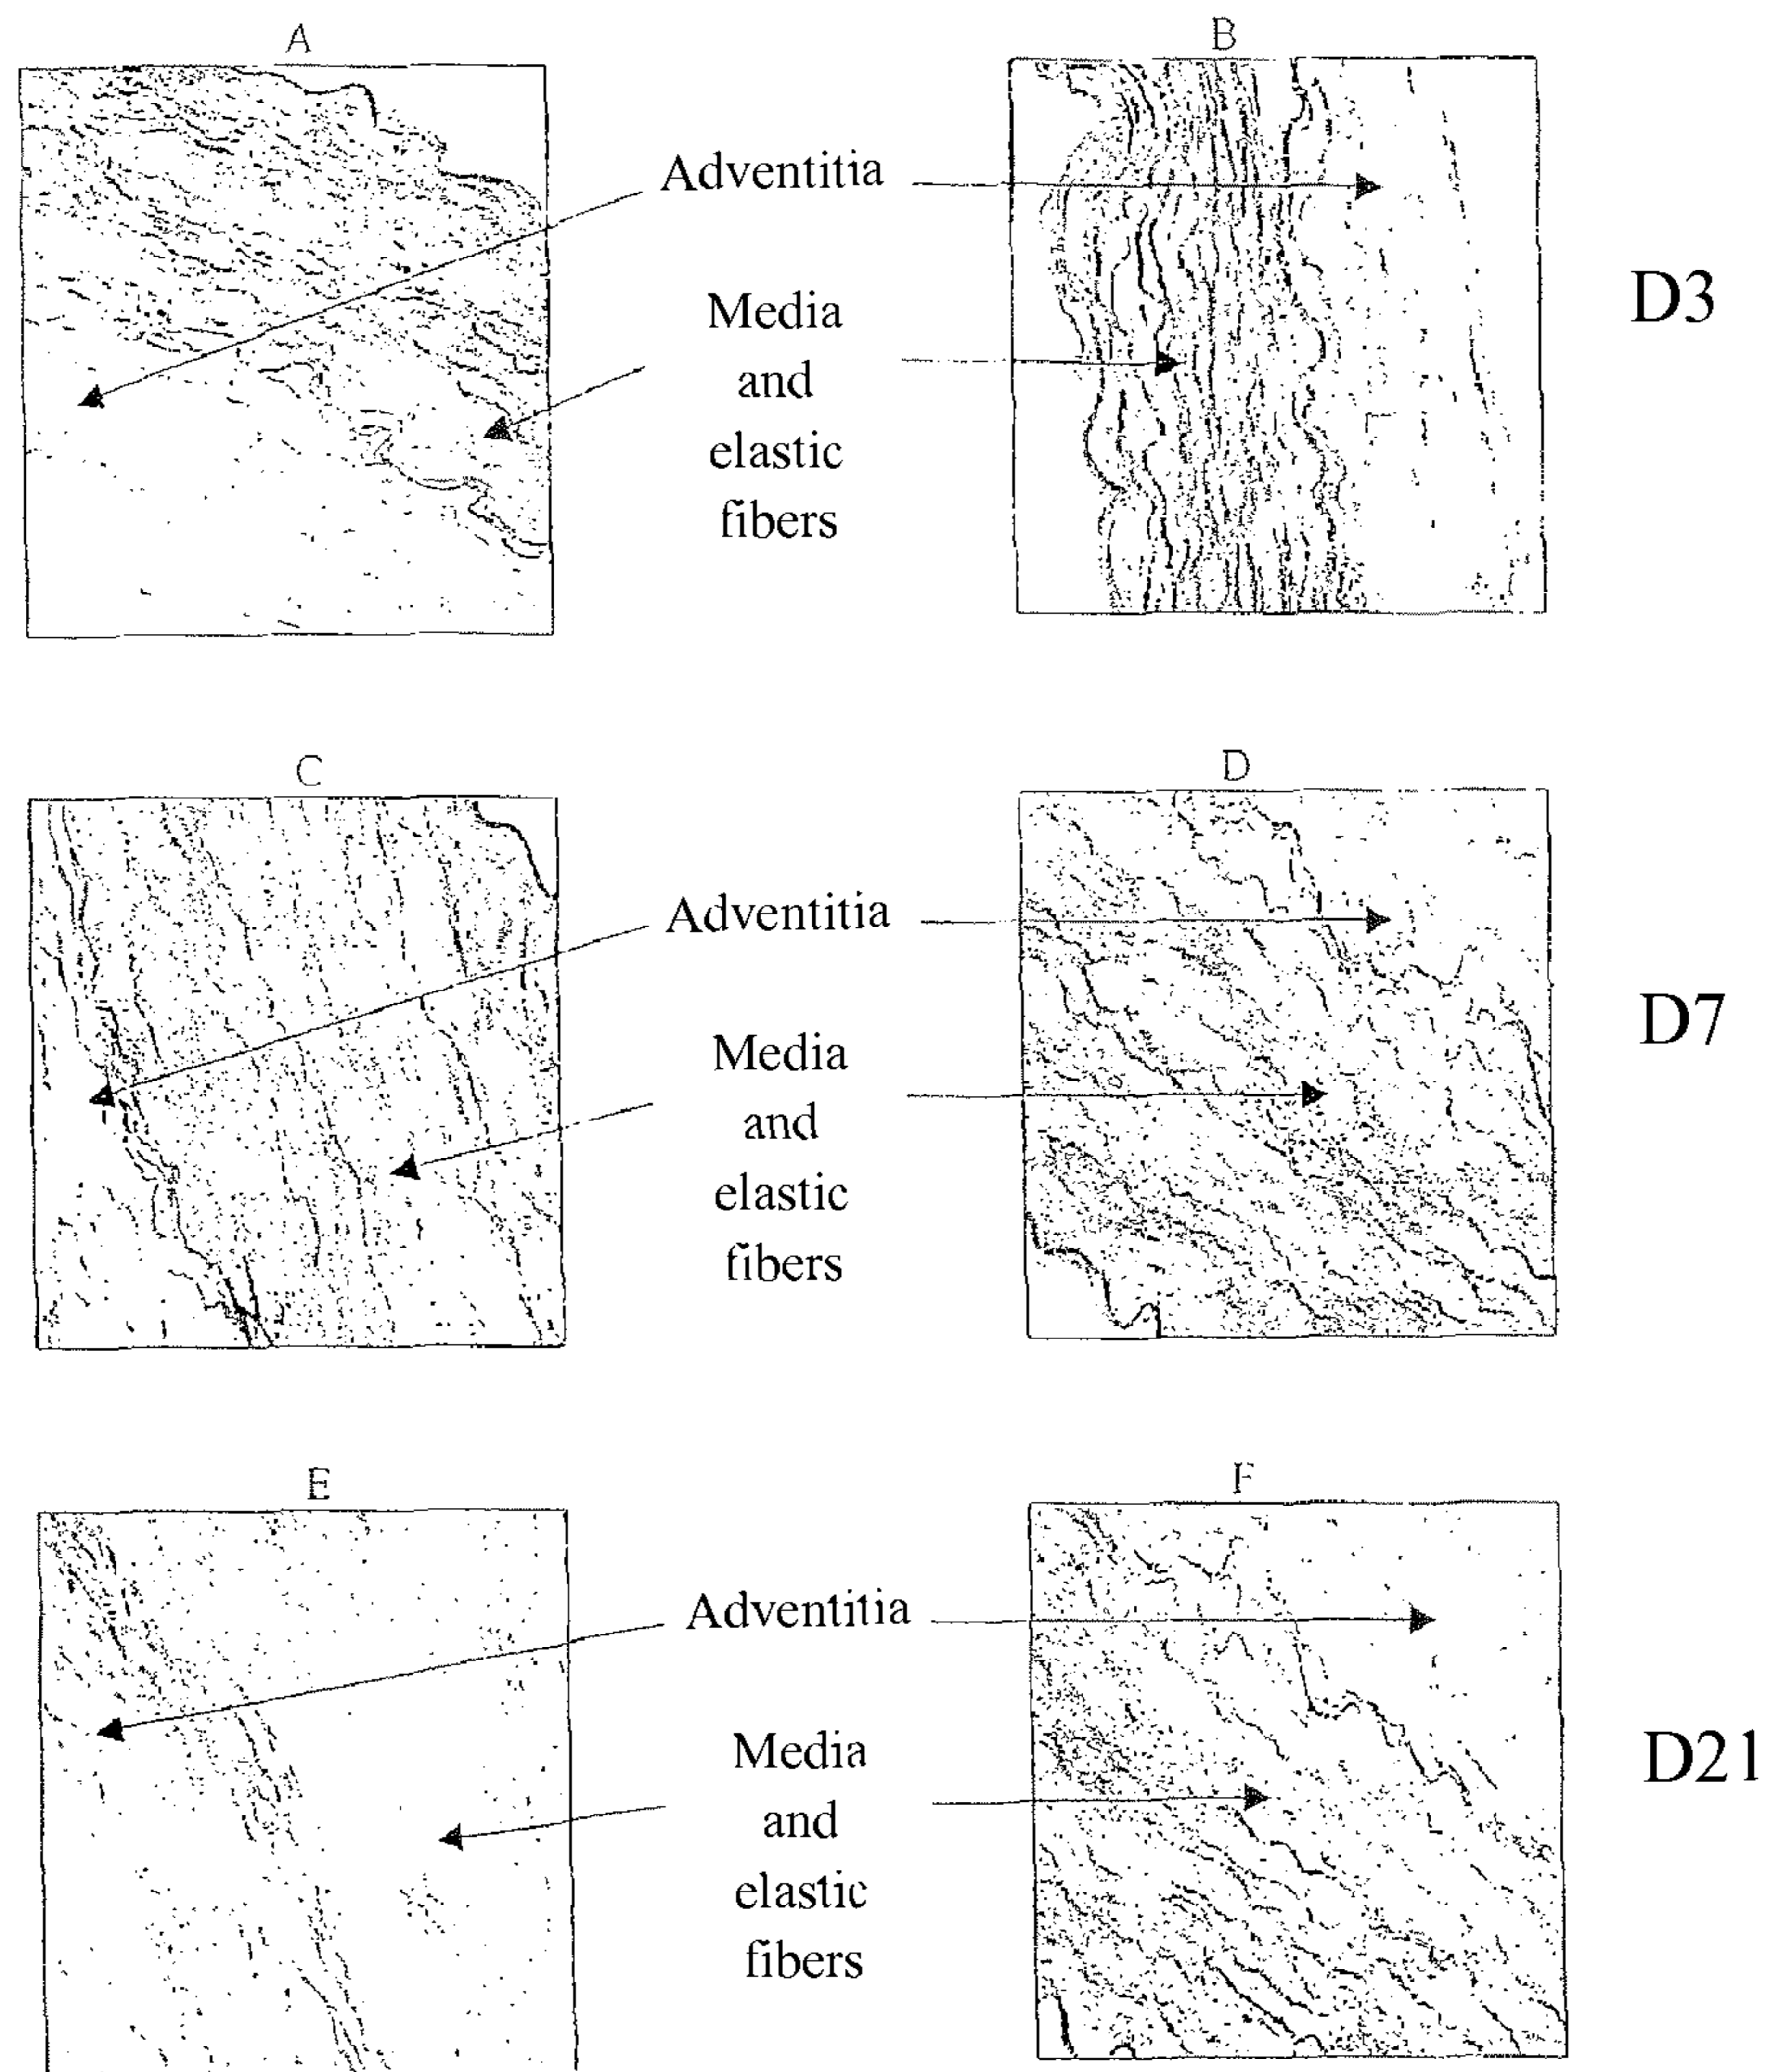 A
B
Adventitia
Media
and
elastic
fibers
D3
C
D
Adventitia
Media
and
elastic
fibers
D7
E
F
Adventitia
Media
and
elastic
fibers
D21